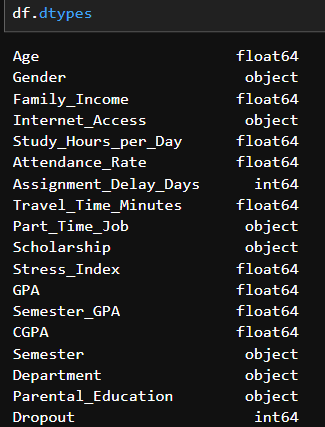 df.dtypes
Age float64
Gender object
Family_Income float64
Internet_Access object
Study_Hours_per_Day float64
Attendance_Rate float64
Assignment_Delay_Days int64
Travel_Time_Minutes float64
Part_Time_Job object
Scholarship object
Stress_Index float64
GPA float64
Semester_GPA float64
CGPA float64
Semester object
Department object
Parental_Education object
Dropout int64